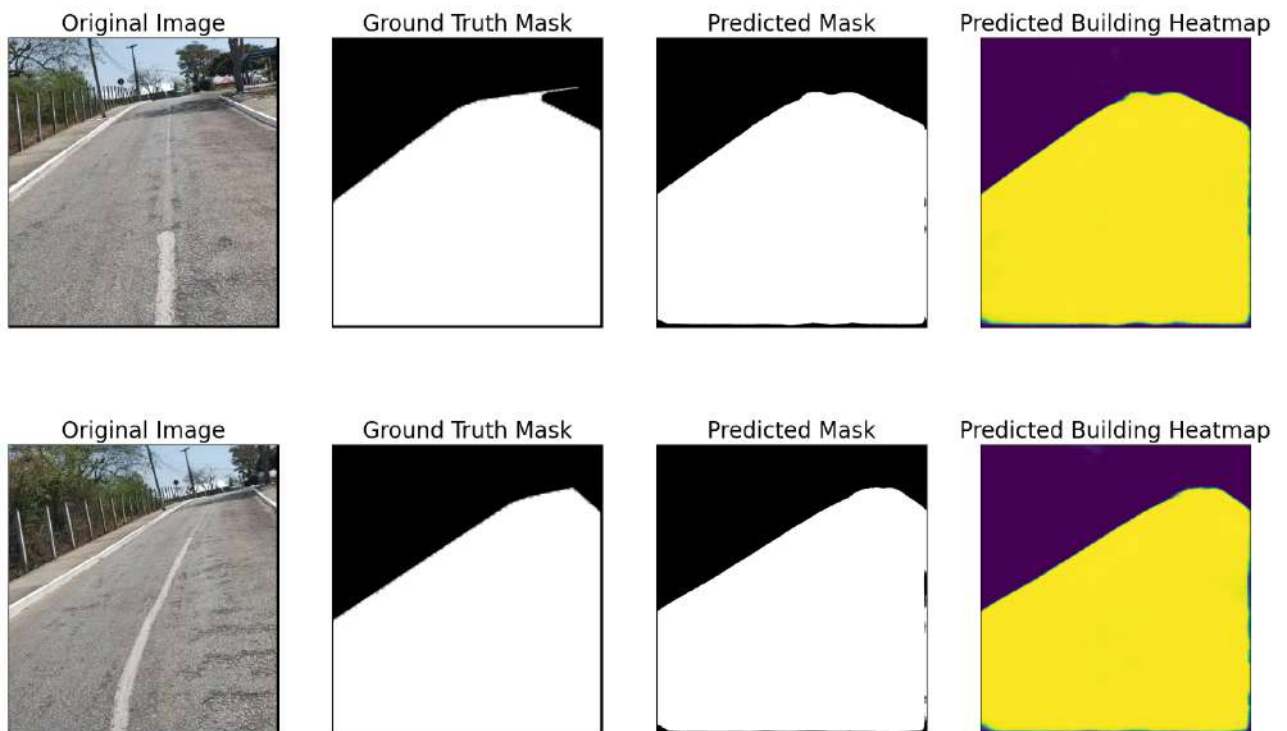 Original Image
Ground Truth Mask
Predicted Mask
Predicted Building Heatmap
Original Image
Ground Truth Mask
Predicted Mask
Predicted Building Heatmap